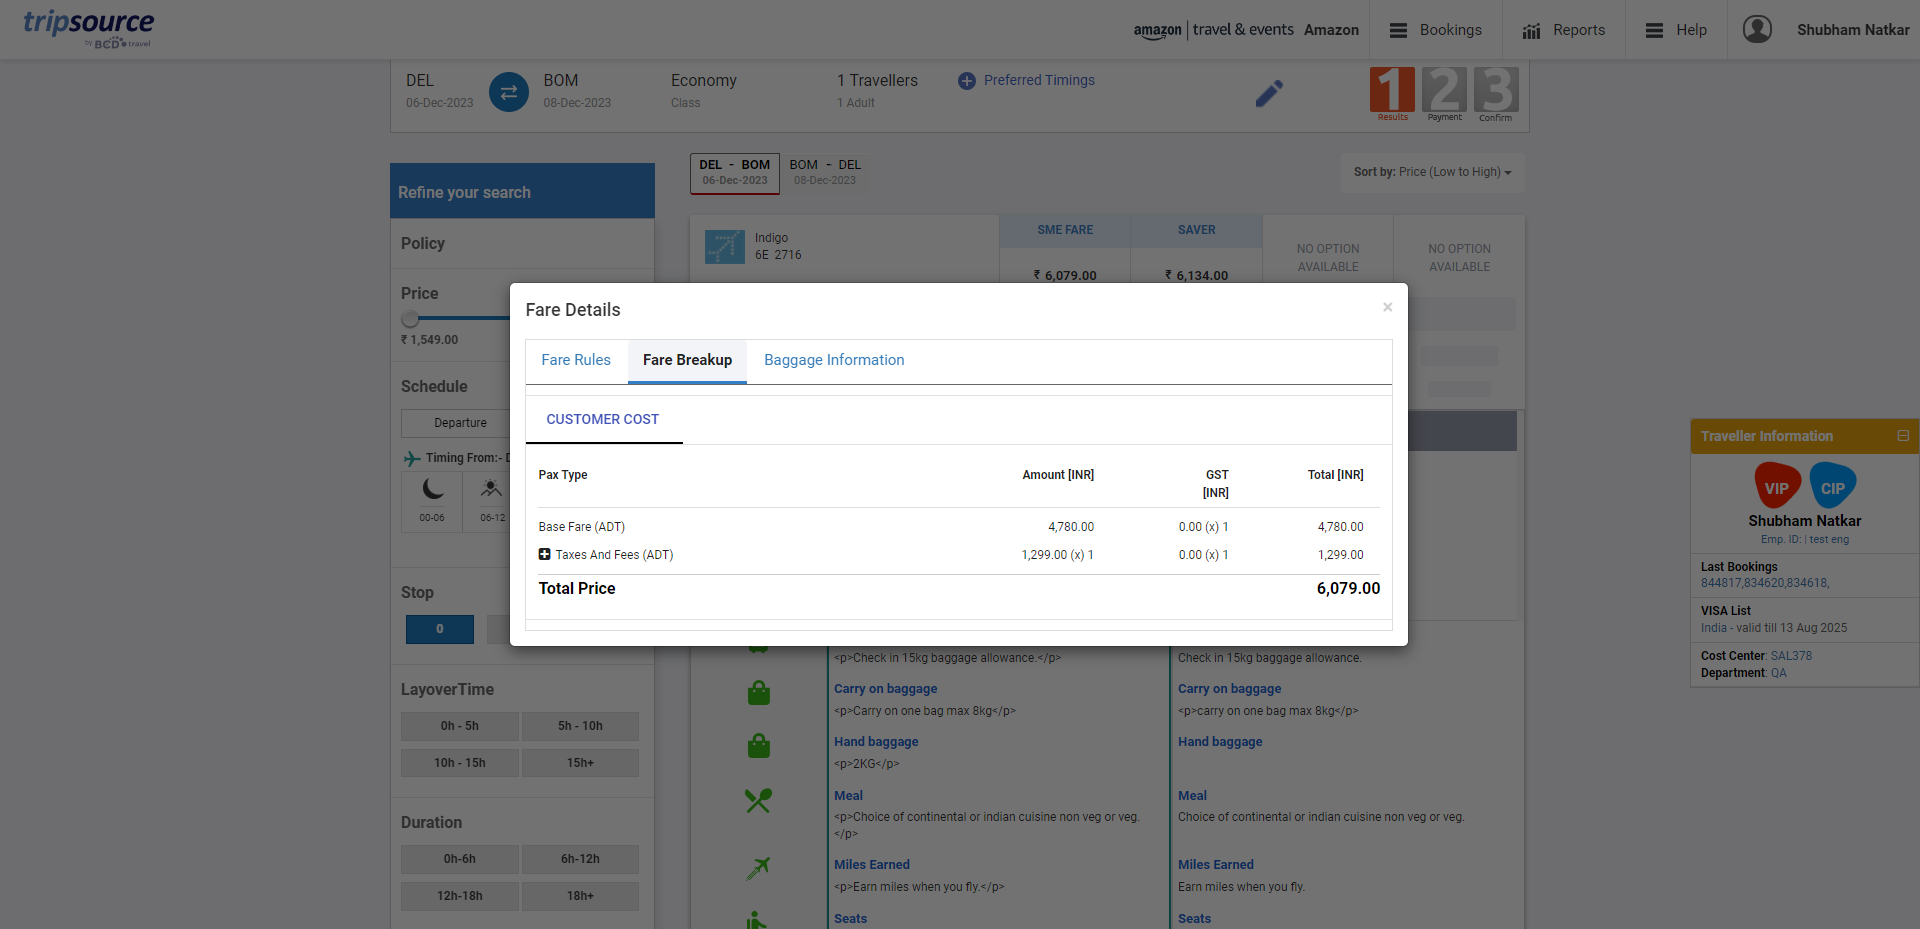 tripsource
by BCD travel
amazon | travel & events Amazon
Bookings
Reports
Help
Shubham Natkar
DEL
06-Dec-2023
BOM
08-Dec-2023
Economy
Class
1 Travellers
1 Adult
Preferred Timings
1 2 3
Results Payment Confirm
Refine your search
Policy
Price
₹ 1,549.00
Schedule
Departure
Timing From:- D
00-06 06-12
Stop
0
LayoverTime
0h - 5h 5h - 10h
10h - 15h 15h+
Duration
0h-6h 6h-12h
12h-18h 18h+
DEL - BOM
06-Dec-2023
BOM - DEL
08-Dec-2023
Sort by: Price (Low to High)
Indigo
6E 2716
SME FARE
₹ 6,079.00
SAVER
₹ 6,134.00
NO OPTION
AVAILABLE
NO OPTION
AVAILABLE
Fare Details
×
Fare Rules Fare Breakup Baggage Information
CUSTOMER COST
Pax Type Amount [INR] GST [INR] Total [INR]
Base Fare (ADT) 4,780.00 0.00 (x) 1 4,780.00
Taxes And Fees (ADT) 1,299.00 (x) 1 0.00 (x) 1 1,299.00
Total Price 6,079.00
<p>Check in 15kg baggage allowance.</p> Check in 15kg baggage allowance.
Carry on baggage Carry on baggage
<p>Carry on one bag max 8kg</p> <p>carry on one bag max 8kg</p>
Hand baggage Hand baggage
<p>2KG</p>
Meal Meal
<p>Choice of continental or indian cuisine non veg or veg. Choice of continental or indian cuisine non veg or veg.
</p>
Miles Earned Miles Earned
<p>Earn miles when you fly.</p> Earn miles when you fly.
Seats Seats
Traveller Information
VIP CIP
Shubham Natkar
Emp. ID: | test eng
Last Bookings
844817,834620,834618,
VISA List
India - valid till 13 Aug 2025
Cost Center: SAL378
Department: QA